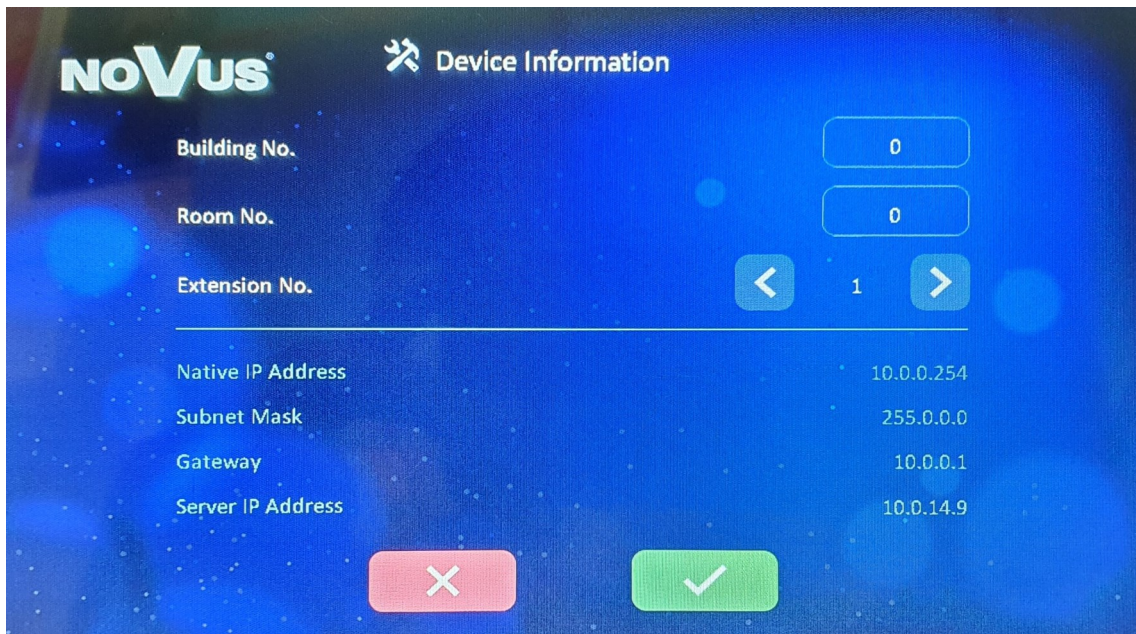 NOVUS
Device Information
Building No. 0
Room No. 0
Extension No. 1
Native IP Address 10.0.0.254
Subnet Mask 255.0.0.0
Gateway 10.0.0.1
Server IP Address 10.0.14.9